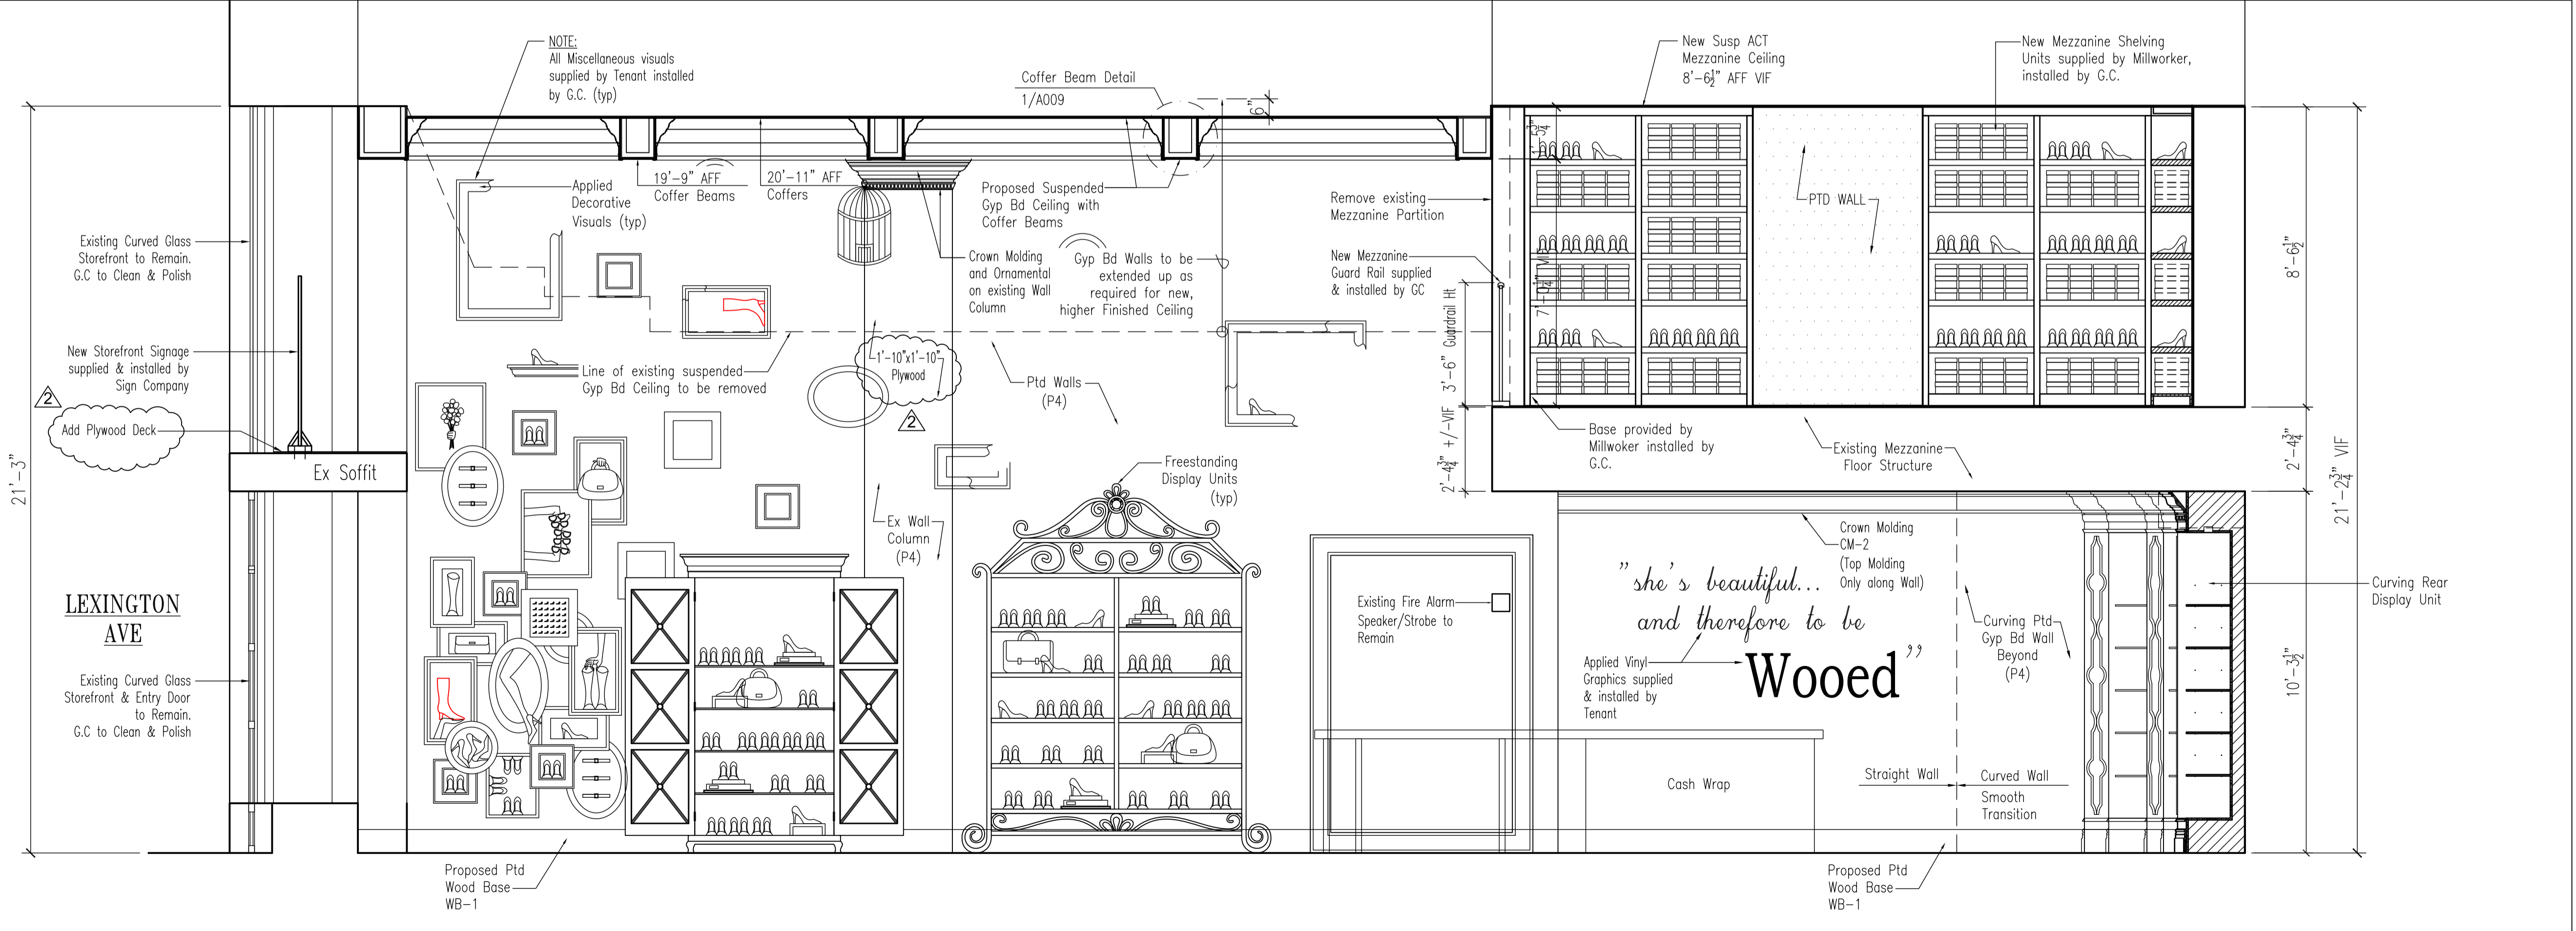 NOTE:
All Miscellaneous visuals
supplied by Tenant installed
by G.C. (typ)
Coffer Beam Detail
1/A009
6"
New Susp ACT
Mezzanine Ceiling
8'-6½" AFF VIF
New Mezzanine Shelving
Units supplied by Millworker,
installed by G.C.
Applied
Decorative
Visuals (typ)
19'-9" AFF
Coffer Beams
20'-11" AFF
Coffers
Proposed Suspended
Gyp Bd Ceiling with
Coffer Beams
Remove existing
Mezzanine Partition
1'-5¾"
PTD WALL
Existing Curved Glass
Storefront to Remain.
G.C to Clean & Polish
Crown Molding
and Ornamental
on existing Wall
Column
Gyp Bd Walls to be
extended up as
required for new,
higher Finished Ceiling
New Mezzanine
Guard Rail supplied
& installed by GC
8'-6½"
3'-6" Guardrail Ht
New Storefront Signage
supplied & installed by
Sign Company
2
Add Plywood Deck
21'-3"
Ex Soffit
Line of existing suspended
Gyp Bd Ceiling to be removed
1'-10"x1'-10"
Plywood
2
Ptd Walls
(P4)
2'-4¾" +/-VIF
Base provided by
Millwoker installed by
G.C.
Existing Mezzanine
Floor Structure
2'-4¾"
21'-2¾" VIF
Freestanding
Display Units
(typ)
Ex Wall
Column
(P4)
Crown Molding
CM-2
(Top Molding
Only along Wall)
LEXINGTON
AVE
Existing Curved Glass
Storefront & Entry Door
to Remain.
G.C to Clean & Polish
Existing Fire Alarm
Speaker/Strobe to
Remain
"she's beautiful...
and therefore to be
Wooed"
Applied Vinyl
Graphics supplied
& installed by
Tenant
Curving Ptd
Gyp Bd Wall
Beyond
(P4)
Curving Rear
Display Unit
10'-3½"
Cash Wrap
Straight Wall
Curved Wall
Smooth
Transition
Proposed Ptd
Wood Base
WB-1
Proposed Ptd
Wood Base
WB-1